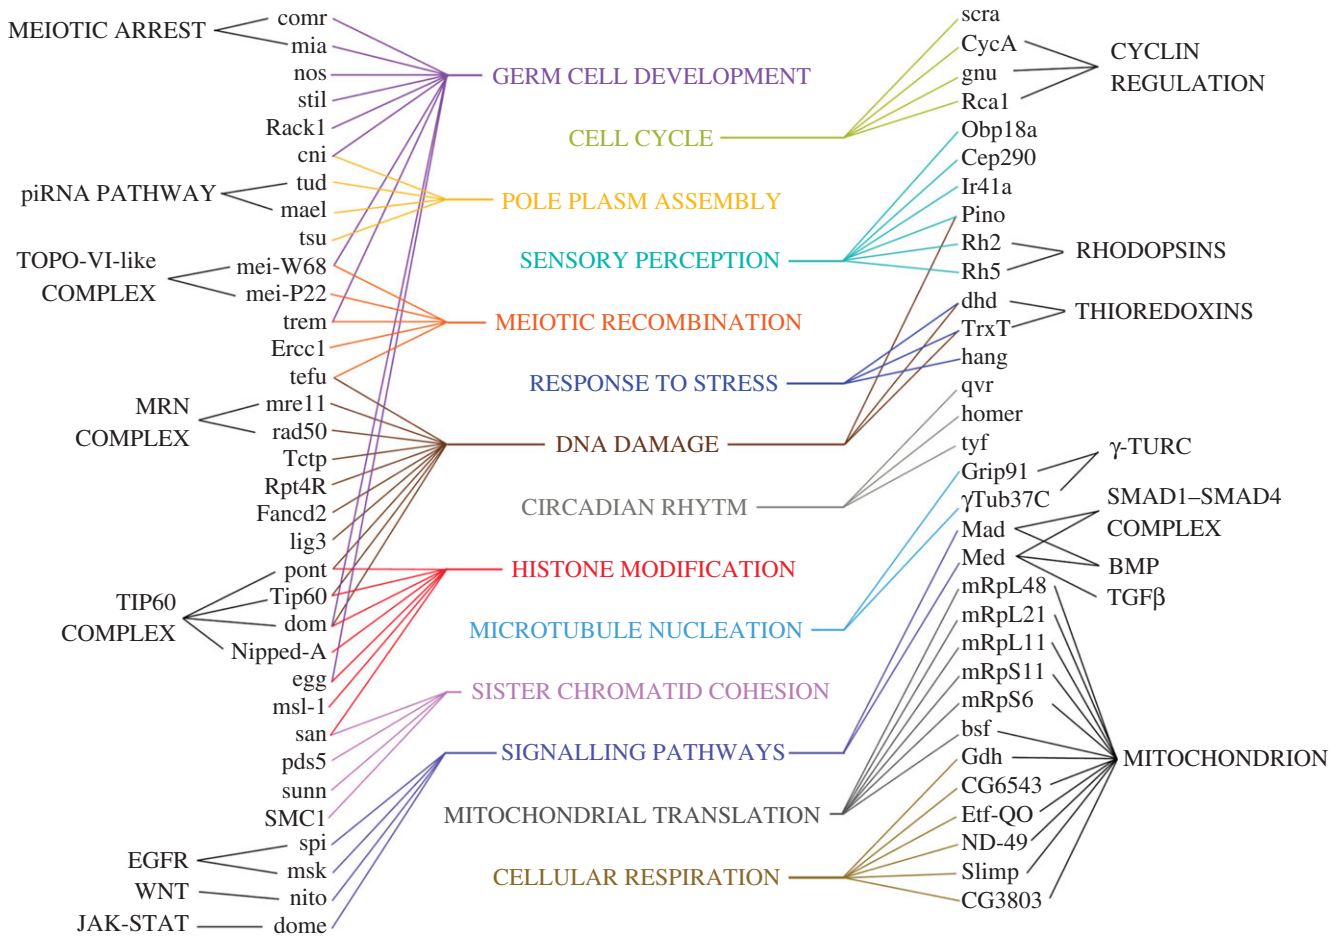 MEIOTIC ARREST
piRNA PATHWAY
TOPO-VI-like
COMPLEX
MRN
COMPLEX
TIP60
COMPLEX
EGFR
WNT
JAK-STAT
comr
mia
nos
stil
Rack1
cni
tud
mael
tsu
mei-W68
mei-P22
trem
Ercc1
tefu
mre11
rad50
Tctp
Rpt4R
Fancd2
lig3
pont
Tip60
dom
Nipped-A
egg
msl-1
san
pds5
sunn
SMC1
spi
msk
nito
dome
GERM CELL DEVELOPMENT
CELL CYCLE
POLE PLASM ASSEMBLY
SENSORY PERCEPTION
MEIOTIC RECOMBINATION
RESPONSE TO STRESS
DNA DAMAGE
CIRCADIAN RHYTM
HISTONE MODIFICATION
MICROTUBULE NUCLEATION
SISTER CHROMATID COHESION
SIGNALLING PATHWAYS
MITOCHONDRIAL TRANSLATION
CELLULAR RESPIRATION
scra
CycA
gnu
Rca1
Obp18a
Cep290
Ir41a
Pino
Rh2
Rh5
dhd
TrxT
hang
qvr
homer
tyf
Grip91
γTub37C
Mad
Med
mRpL48
mRpL21
mRpL11
mRpS11
mRpS6
bsf
Gdh
CG6543
Etf-QO
ND-49
Slimp
CG3803
CYCLIN
REGULATION
RHODOPSINS
THIOREDOXINS
γ-TURC
SMAD1–SMAD4
COMPLEX
BMP
TGFβ
MITOCHONDRION